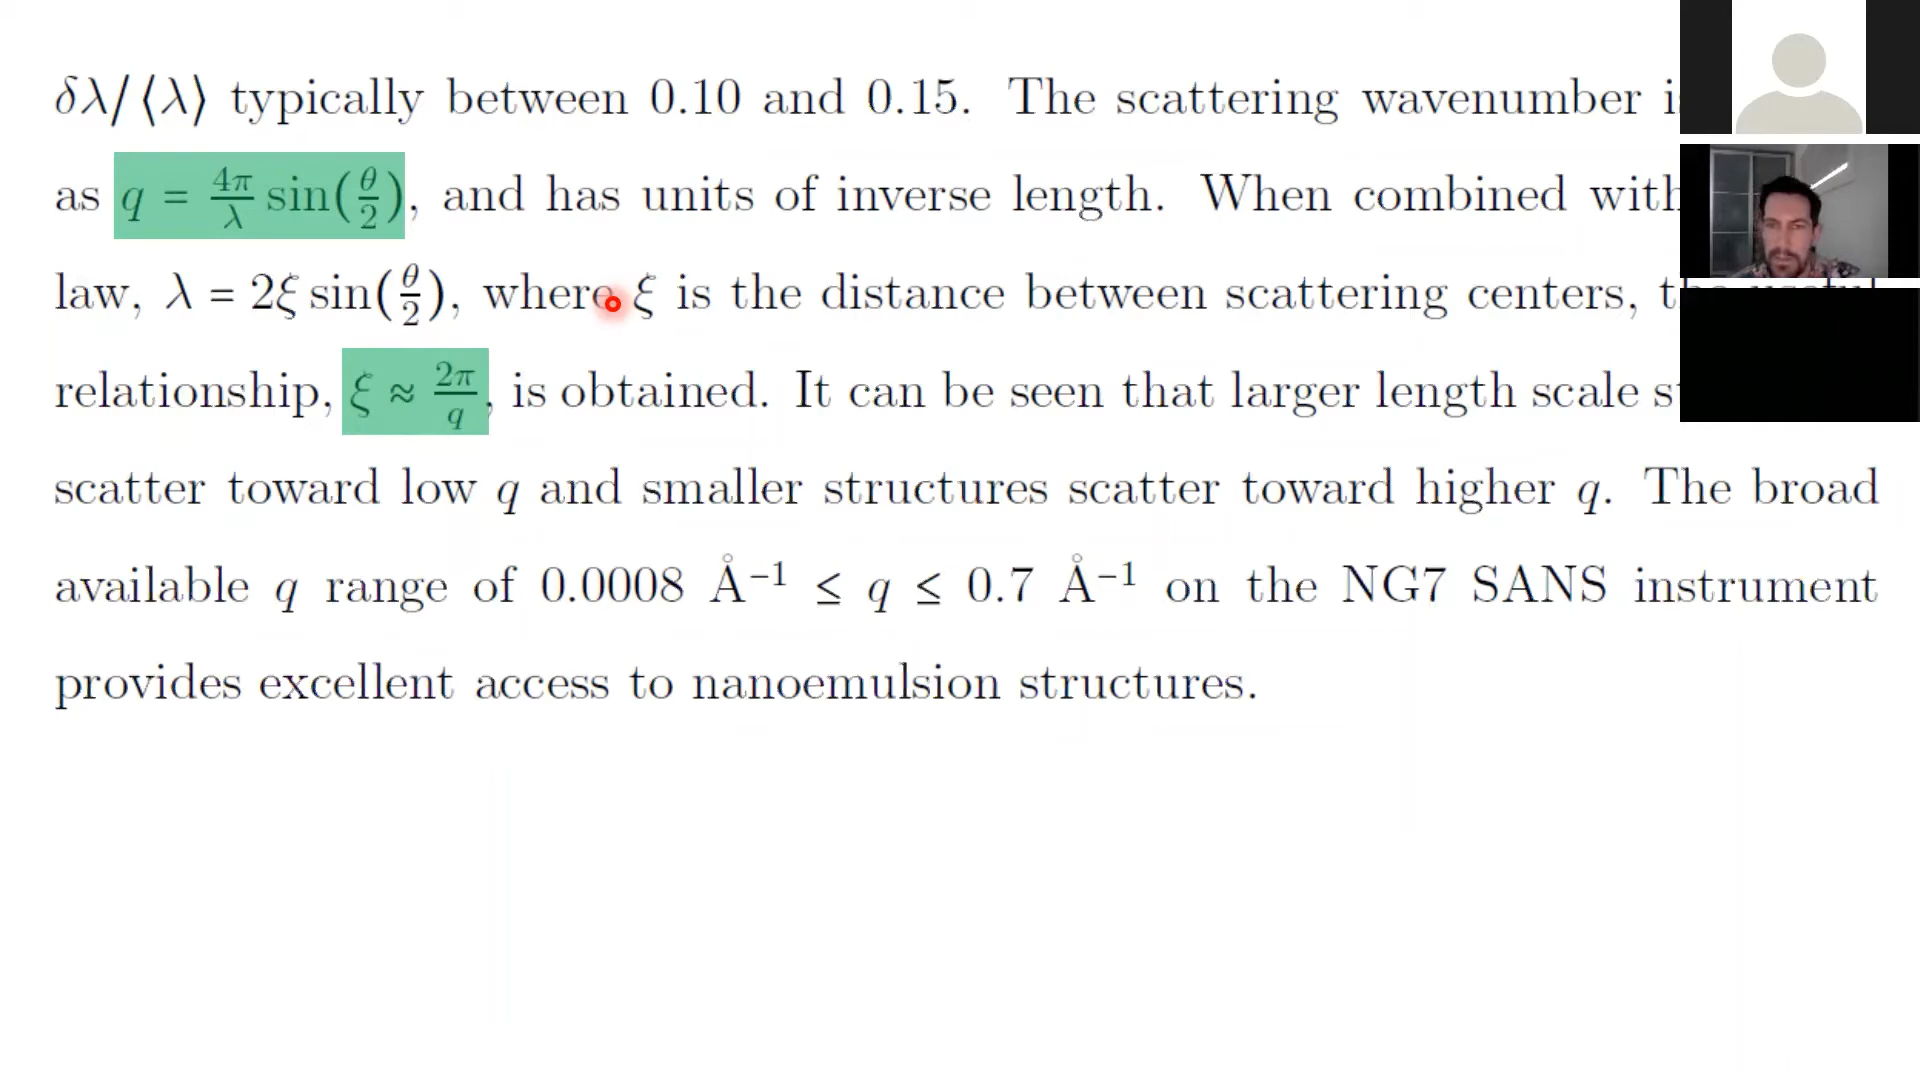 δλ/⟨λ⟩ typically between 0.10 and 0.15. The scattering wavenumber
as q = 4π/λ sin(θ/2), and has units of inverse length. When combined with
law, λ = 2ξ sin(θ/2), where ξ is the distance between scattering centers,
relationship, ξ ≈ 2π/q, is obtained. It can be seen that larger length scale
scatter toward low q and smaller structures scatter toward higher q. The broad
available q range of 0.0008 Å⁻¹ ≤ q ≤ 0.7 Å⁻¹ on the NG7 SANS instrument
provides excellent access to nanoemulsion structures.